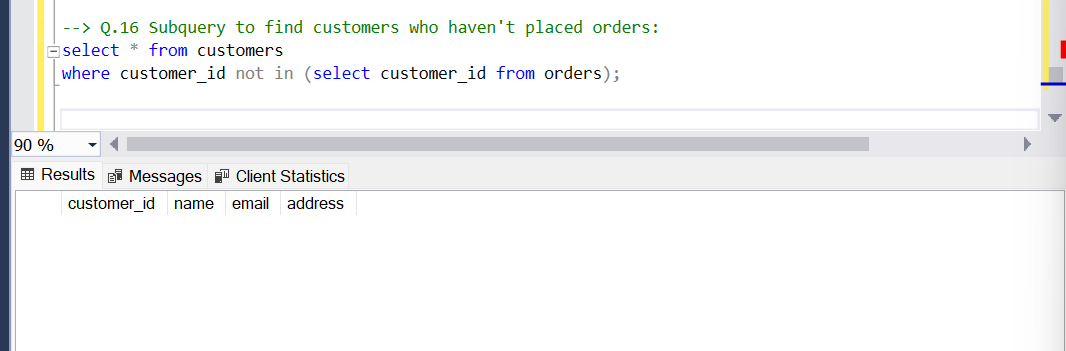 --> Q.16 Subquery to find customers who haven't placed orders:
select * from customers
where customer_id not in (select customer_id from orders);
90 %
Results Messages Client Statistics
customer_id name email address